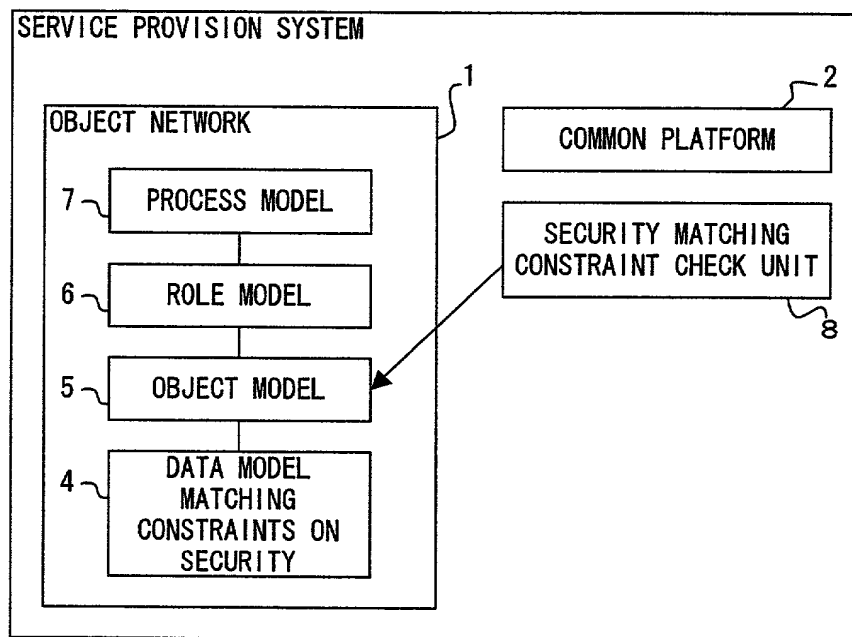 SERVICE PROVISION SYSTEM
1
2
OBJECT NETWORK
COMMON PLATFORM
7
PROCESS MODEL
SECURITY MATCHING
CONSTRAINT CHECK UNIT
8
6
ROLE MODEL
5
OBJECT MODEL
4
DATA MODEL
MATCHING
CONSTRAINTS ON
SECURITY